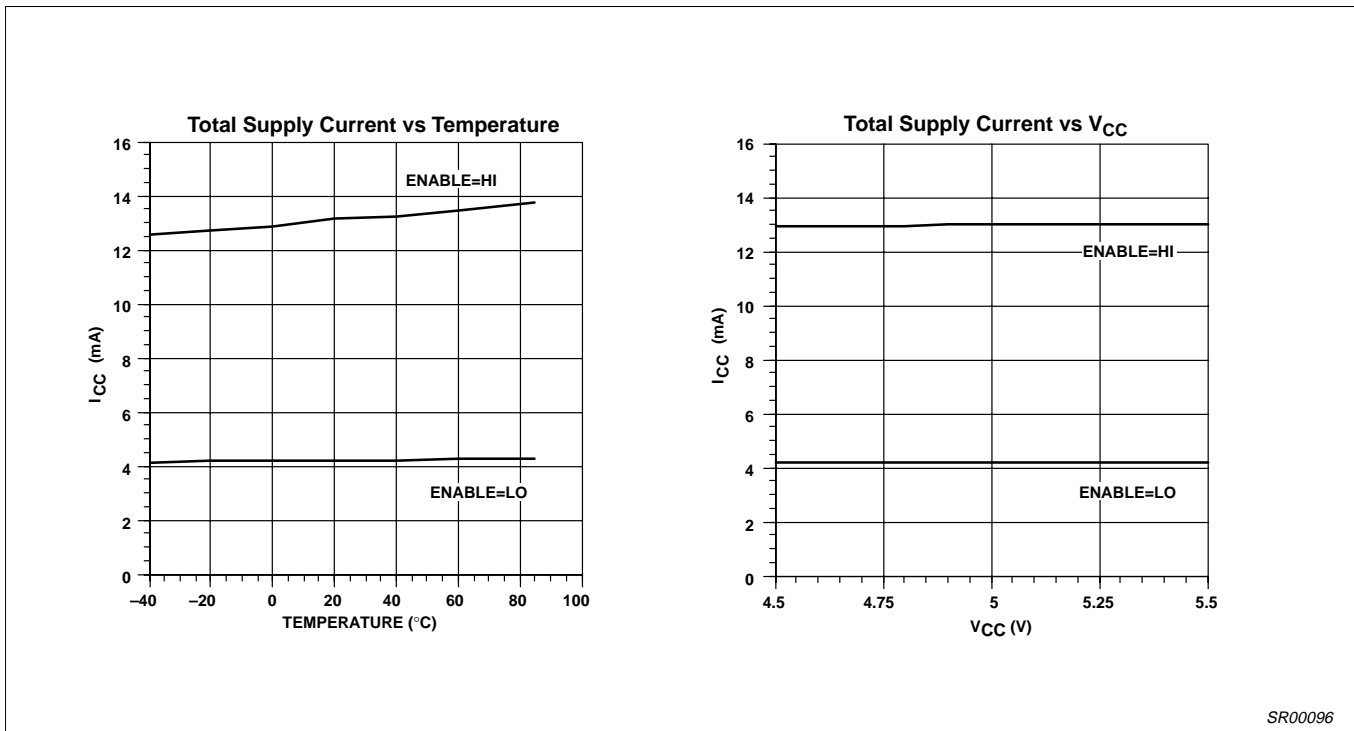 Total Supply Current vs Temperature
16
14
12
10
8
6
4
2
0
ICC (mA)
ENABLE=HI
ENABLE=LO
–40 –20 0 20 40 60 80 100
TEMPERATURE (°C)
Total Supply Current vs VCC
16
14
12
10
8
6
4
2
0
ICC (mA)
ENABLE=HI
ENABLE=LO
4.5 4.75 5 5.25 5.5
VCC (V)
SR00096